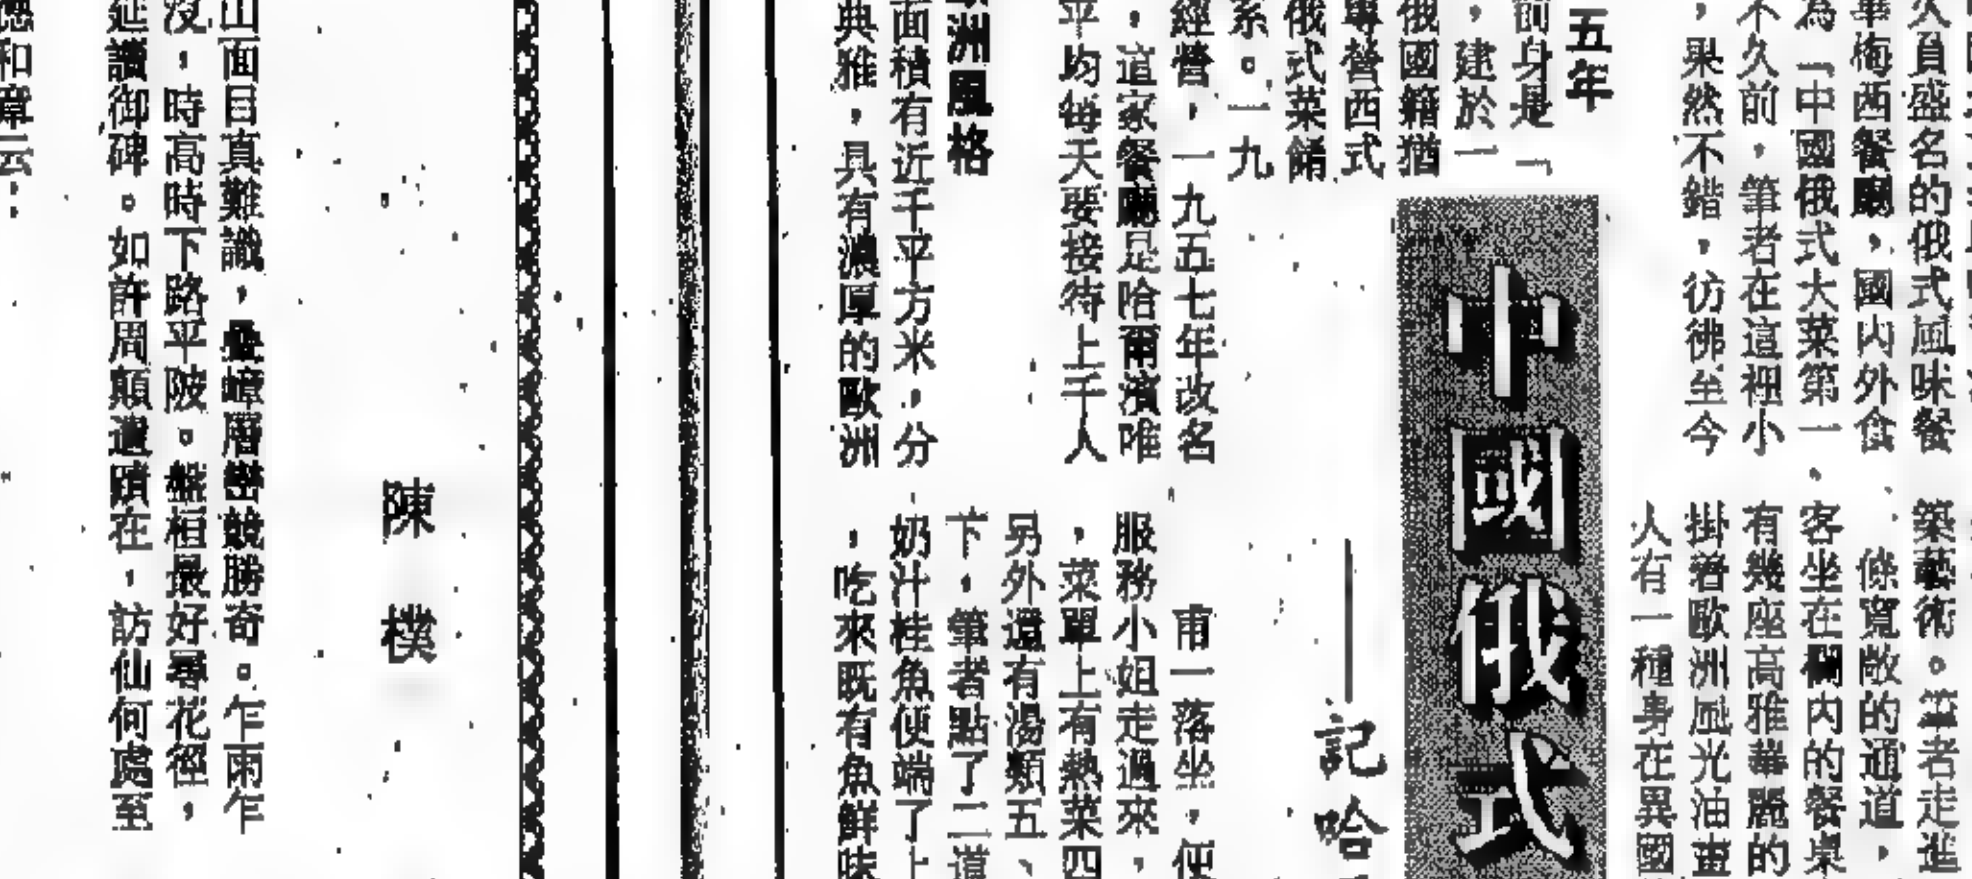 人員盛名的俄式風味餐
華梅西餐廳，國內外食
為「中國俄式大菜第一
不久前，筆者在這裡小
，果然不錯，彷彿至今
築藝術。筆者走進
條寬敞的通道，
客坐在欄內的餐桌
有幾座高雅華麗的
掛着歐洲風光油畫
人有一種身在異國
中國俄式
——記哈
五年
前身是「
，建於一
俄國籍猶
專營西式
俄式菜餚
系。一九
經營，一九五七年改名
，這家餐廳是哈爾濱唯
平均每天要接待上千人
歐洲風格
面積有近千平方米，分
典雅，具有濃厚的歐洲
甫一落坐，便
服務小姐走過來，
，菜單上有熱菜四
另外還有湯類五、
下，筆者點了二道
奶汁桂魚便端了上
，吃來既有魚鮮味
陳樸
山面目真難識，疊嶂層巒競勝奇。乍雨乍
沒，時高時下路平陂。盤桓最好尋花徑，
延讀御碑。如許周顛遺蹟在，訪仙何處至
和韋云：